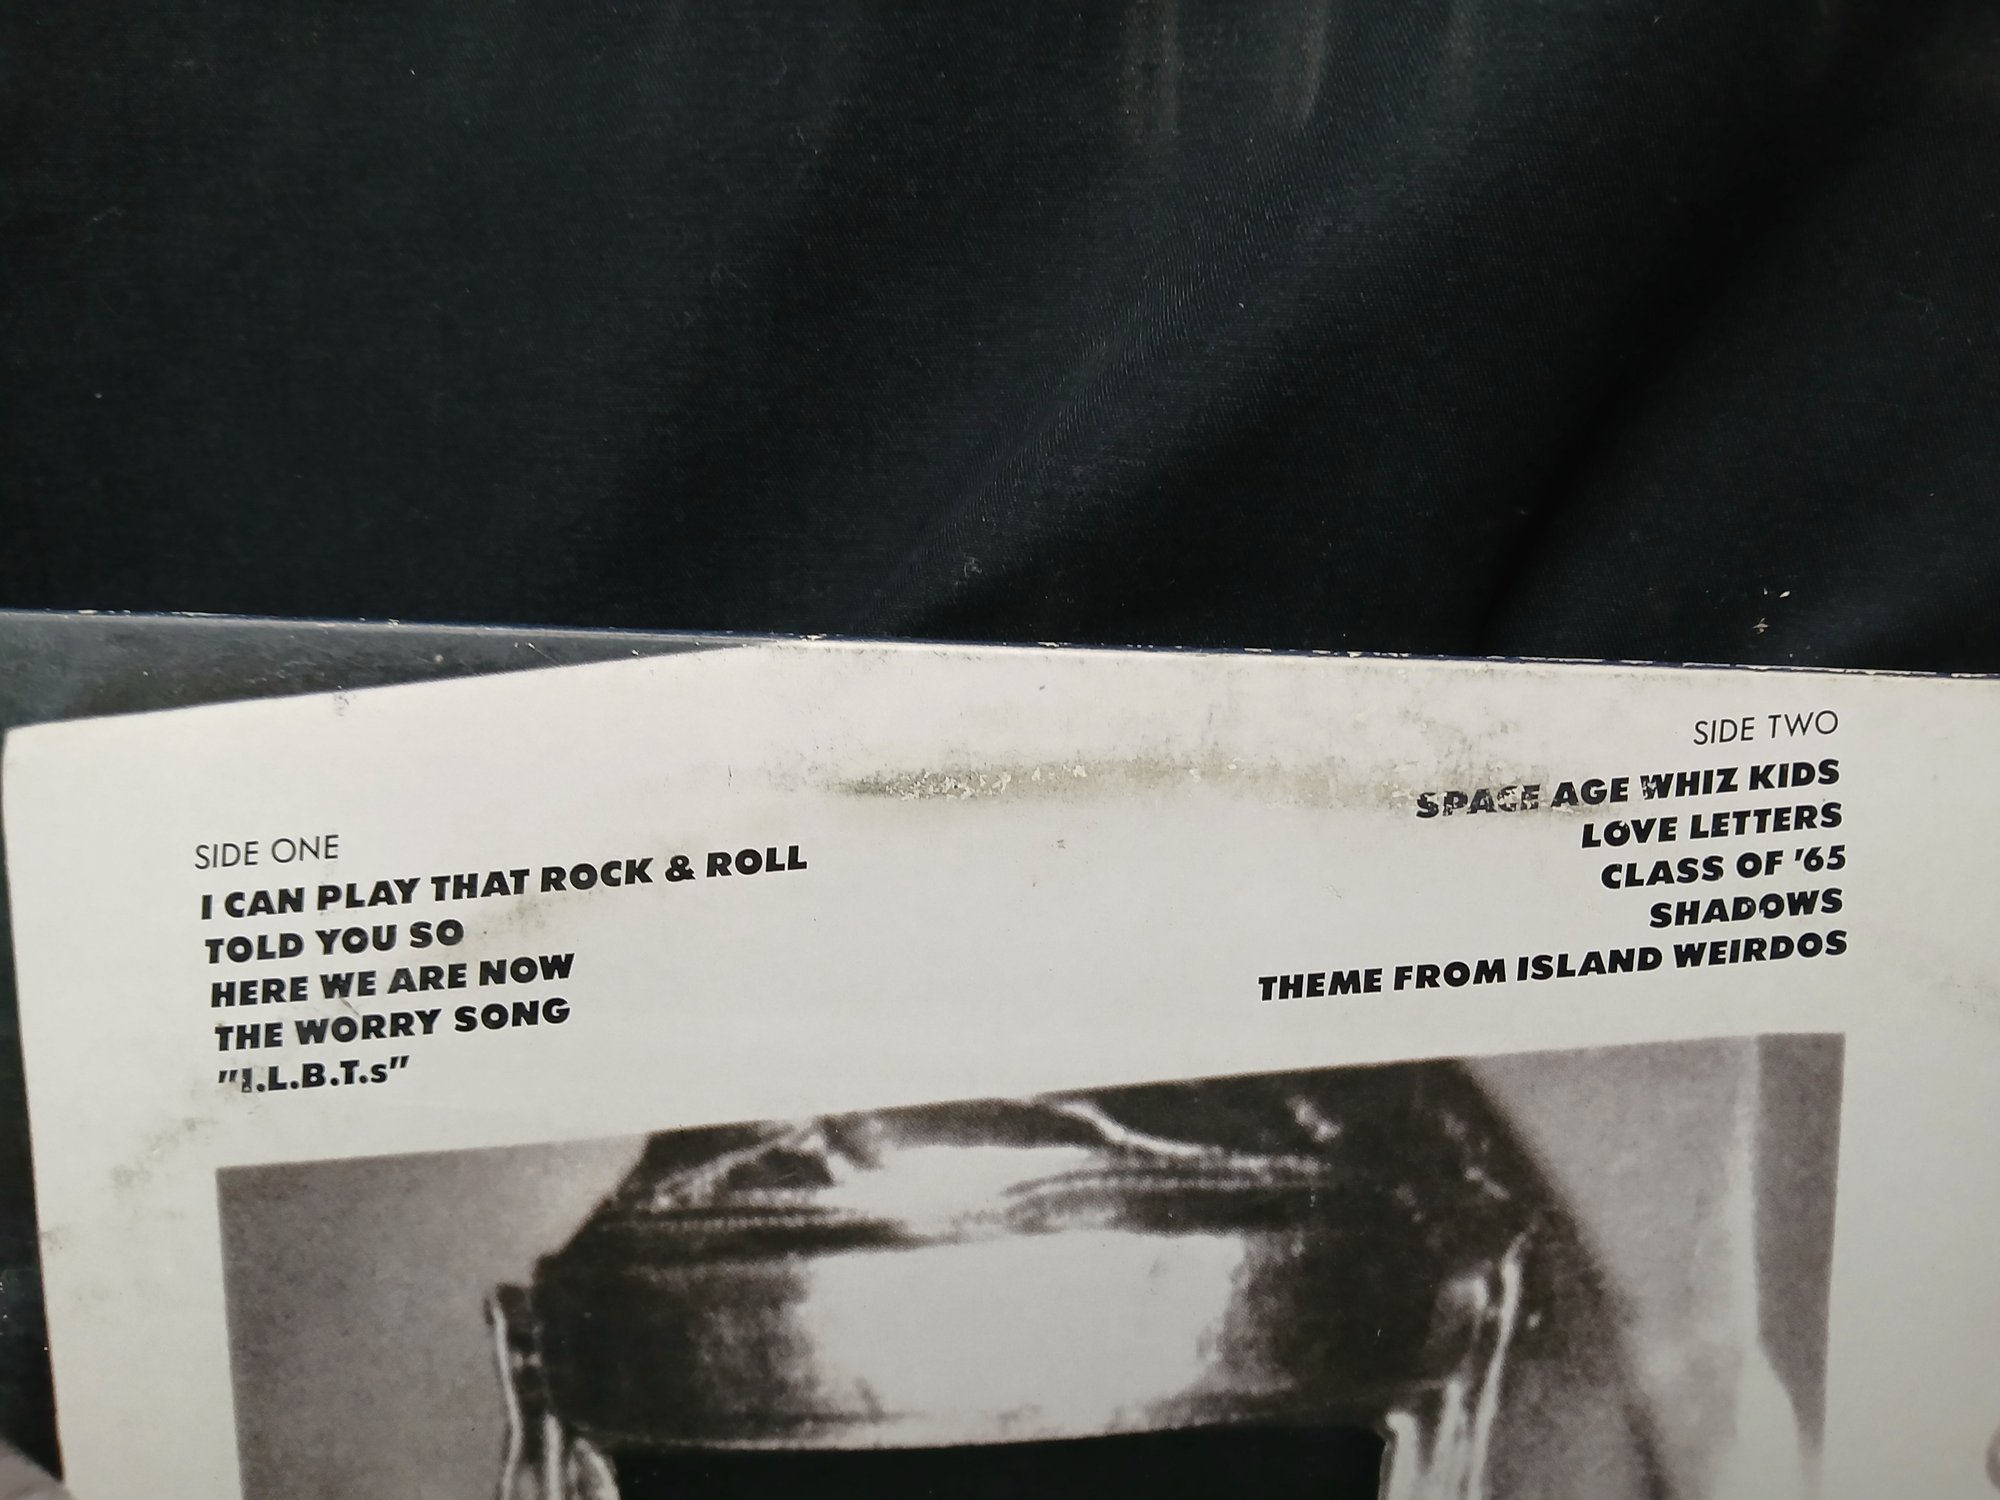 SIDE ONE
I CAN PLAY THAT ROCK & ROLL
TOLD YOU SO
HERE WE ARE NOW
THE WORRY SONG
"I.L.B.T.s"
SIDE TWO
SPACE AGE WHIZ KIDS
LOVE LETTERS
CLASS OF '65
SHADOWS
THEME FROM ISLAND WEIRDOS